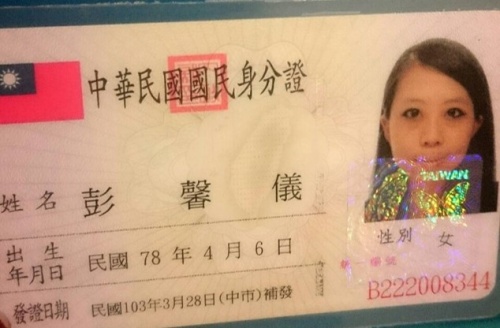 中華民國國民身分證
TAIWAN
姓名 彭馨儀
性別 女
出生年月日 民國 78 年 4 月 6 日
統一編號
B222008344
發證日期 民國103年3月28日(中市)補發